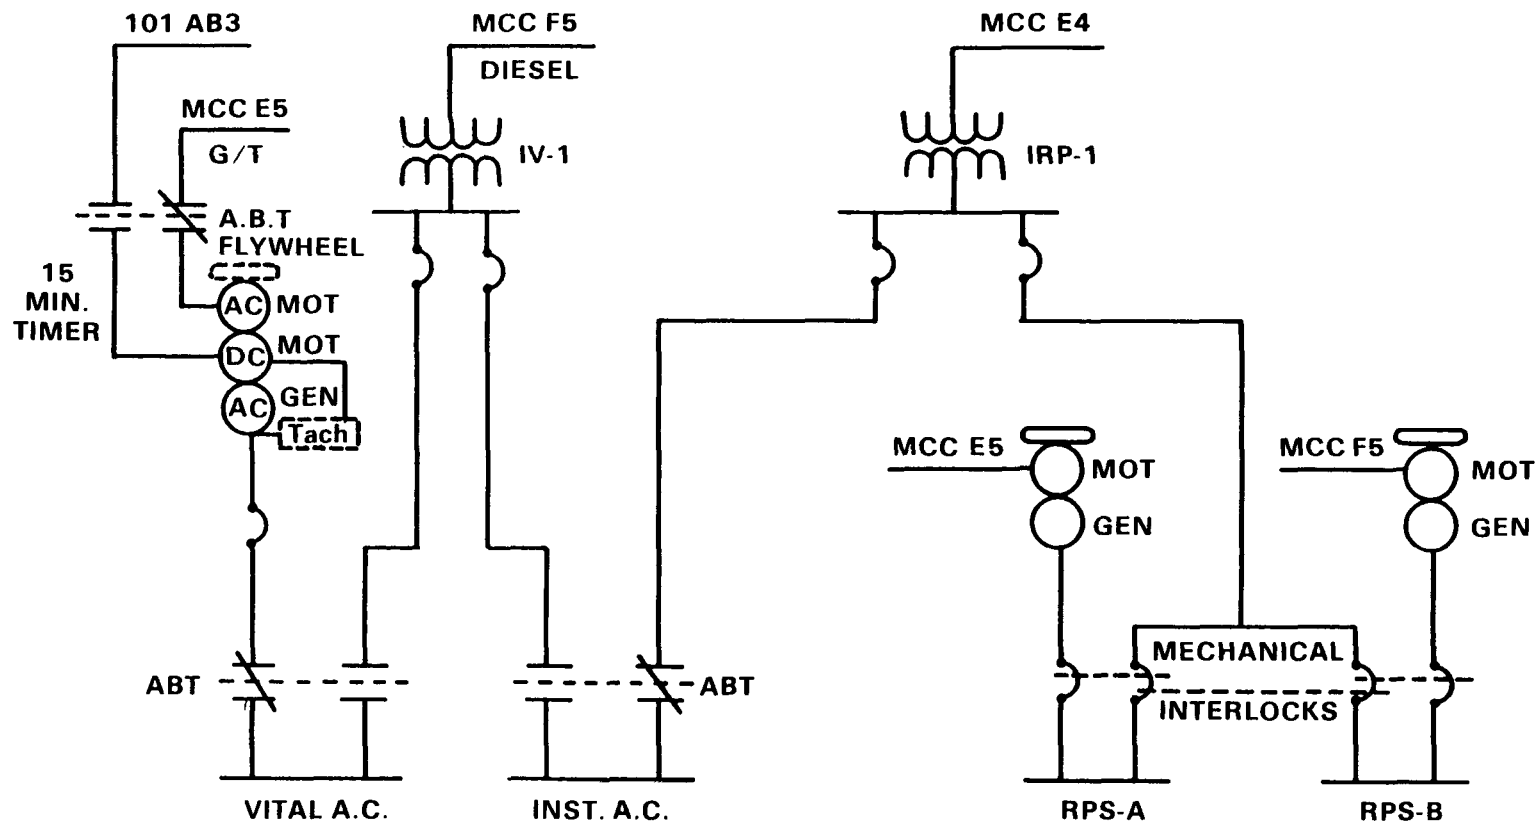 101 AB3
MCC F5
MCC E4
DIESEL
MCC E5
G/T
IV-1
IRP-1
A.B.T
FLYWHEEL
15
MIN.
TIMER
AC
MOT
DC
MOT
AC
GEN
Tach
MCC E5
MOT
GEN
MCC F5
MOT
GEN
MECHANICAL
INTERLOCKS
ABT
ABT
VITAL A.C.
INST. A.C.
RPS-A
RPS-B